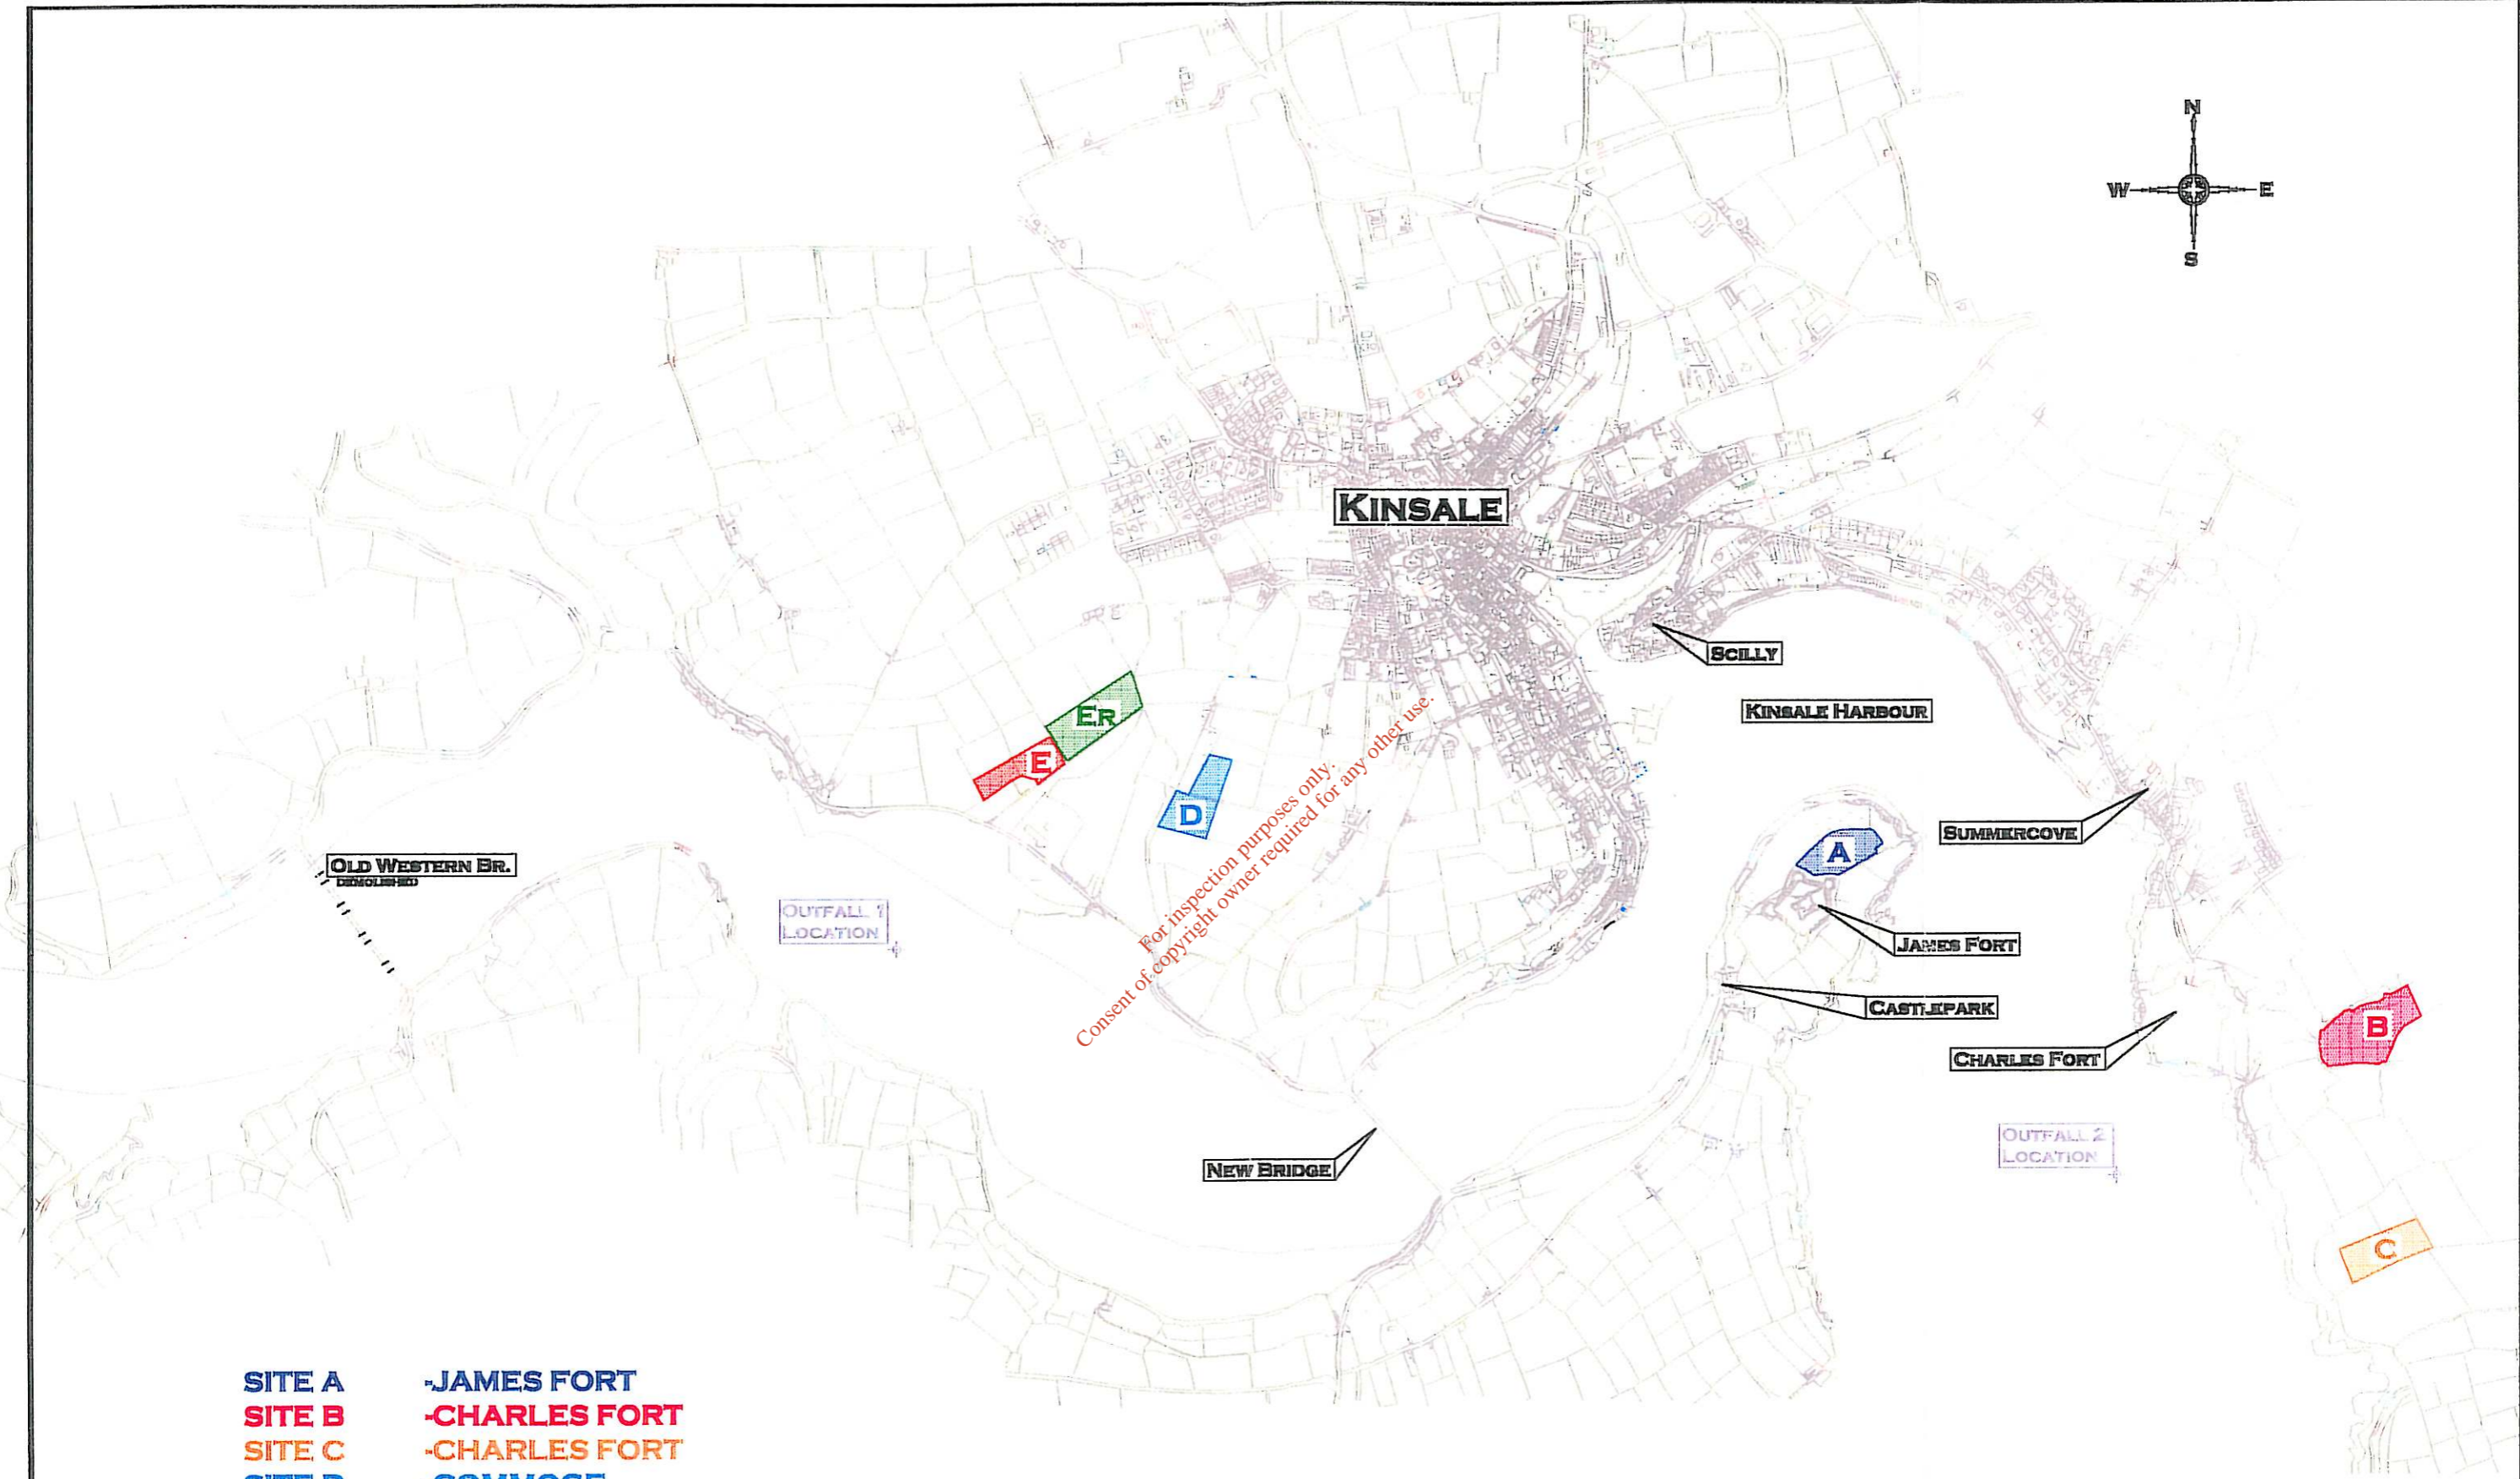 N
W E
S
KINSALE
SCILLY
KINSALE HARBOUR
ER
E
D
A
SUMMERCOVE
OLD WESTERN BR.
DEMOLISHED
OUTFALL 1
LOCATION
JAMES FORT
CASTLEPARK
B
CHARLES FORT
OUTFALL 2
LOCATION
NEW BRIDGE
C
For inspection purposes only.
Consent of copyright owner required for any other use.
SITE A -JAMES FORT
SITE B -CHARLES FORT
SITE C -CHARLES FORT